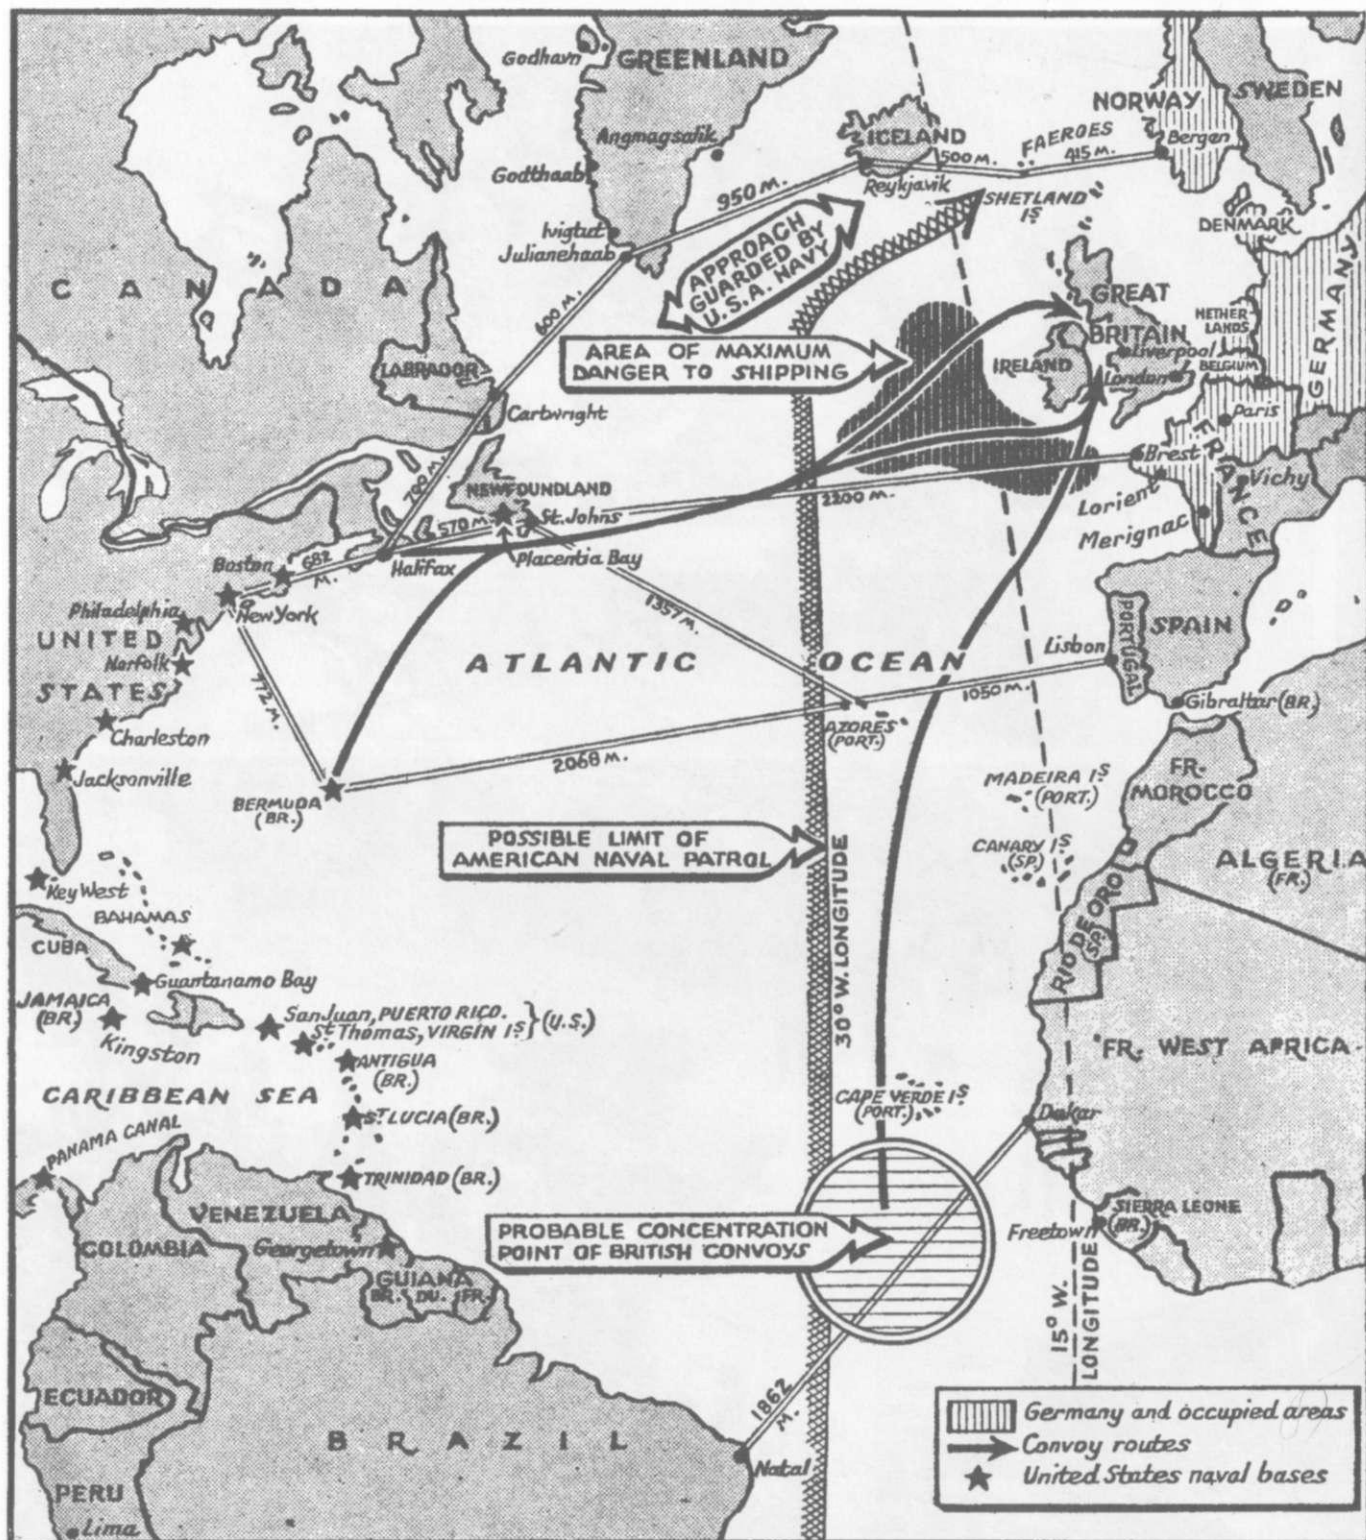 Godhavn
GREENLAND
NORWAY
SWEDEN
Angmagsalik
ICELAND
FAEROES
500 M.
415 M.
Bergen
Godthaab
950 M.
Reykjavik
SHETLAND
IS
DENMARK
Ivigtut
Julianehaab
APPROACH
GUARDED BY
U.S.A. NAVY
CANADA
600 M.
GREAT
BRITAIN
NETHER-
LANDS
GERMANY
AREA OF MAXIMUM
DANGER TO SHIPPING
IRELAND
Liverpool
BELGIUM
London
LABRADOR
Cartwright
Paris
700 M.
FRANCE
Brest
NEWFOUNDLAND
2200 M.
Vichy
Lorient
570 M.
St. Johns
Merignac
Boston
682
M.
Halifax
Placentia Bay
New York
1357 M.
Philadelphia
UNITED
STATES
PORTUGAL
SPAIN
Norfolk
ATLANTIC OCEAN
Lisbon
772 M.
1050 M.
Gibraltar (BR.)
Charleston
AZORES
(PORT.)
2068 M.
Jacksonville
BERMUDA
(BR.)
MADEIRA IS
(PORT.)
FR.
MOROCCO
POSSIBLE LIMIT OF
AMERICAN NAVAL PATROL
30° W. LONGITUDE
CANARY IS
(SP.)
ALGERIA
(FR.)
Key West
BAHAMAS
RIO DE ORO
(SP.)
CUBA
Guantanamo Bay
JAMAICA
(BR.)
Kingston
San Juan, PUERTO RICO.
St Thomas, VIRGIN IS } (U.S.)
FR. WEST AFRICA
ANTIGUA
(BR.)
CARIBBEAN SEA
CAPE VERDE IS
(PORT.)
Dakar
ST LUCIA (BR.)
PANAMA CANAL
TRINIDAD (BR.)
VENEZUELA
SIERRA LEONE
(BR.)
Freetown
PROBABLE CONCENTRATION
POINT OF BRITISH CONVOYS
COLOMBIA
Georgetown
GUIANA
BR. DU. FR.
15° W.
LONGITUDE
ECUADOR
1862
M.
BRAZIL
Natal
PERU
Lima
Germany and occupied areas
Convoy routes
United States naval bases